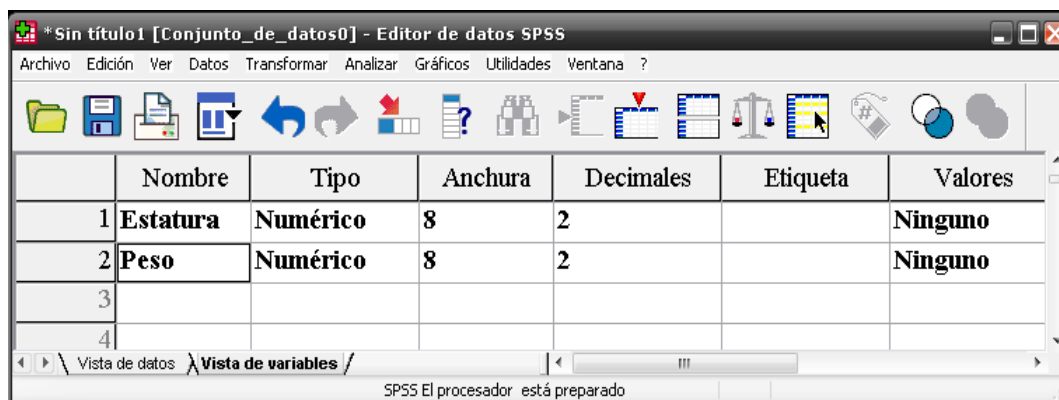 *Sin título1 [Conjunto_de_datos0] - Editor de datos SPSS
Archivo Edición Ver Datos Transformar Analizar Gráficos Utilidades Ventana ?
Nombre Tipo Anchura Decimales Etiqueta Valores
1 Estatura Numérico 8 2 Ninguno
2 Peso Numérico 8 2 Ninguno
3
4
Vista de datos Vista de variables
SPSS El procesador está preparado